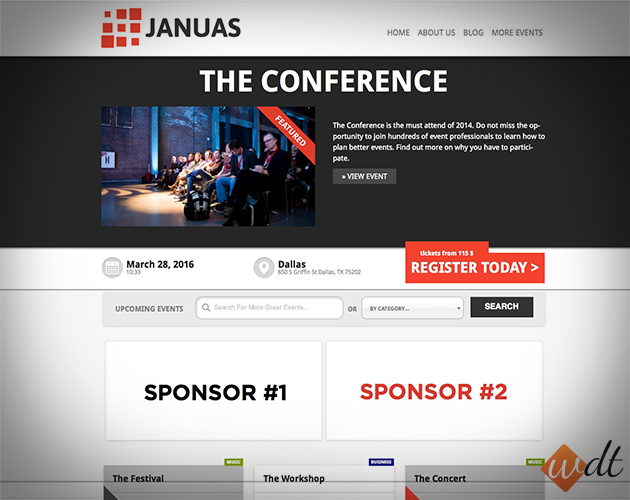 JANUAS
HOME ABOUT US BLOG MORE EVENTS
THE CONFERENCE
FEATURED
The Conference is the must attend of 2014. Do not miss the op-
portunity to join hundreds of event professionals to learn how to
plan better events. Find out more on why you have to partici-
pate.
» VIEW EVENT
March 28, 2016
10:33
Dallas
650 S Griffin St Dallas, TX 75202
tickets from 115 $
REGISTER TODAY >
UPCOMING EVENTS
Search For More Great Events...
OR
BY CATEGORY...
SEARCH
SPONSOR #1
SPONSOR #2
MUSIC
The Festival
BUSINESS
The Workshop
MUSIC
The Concert
wdt